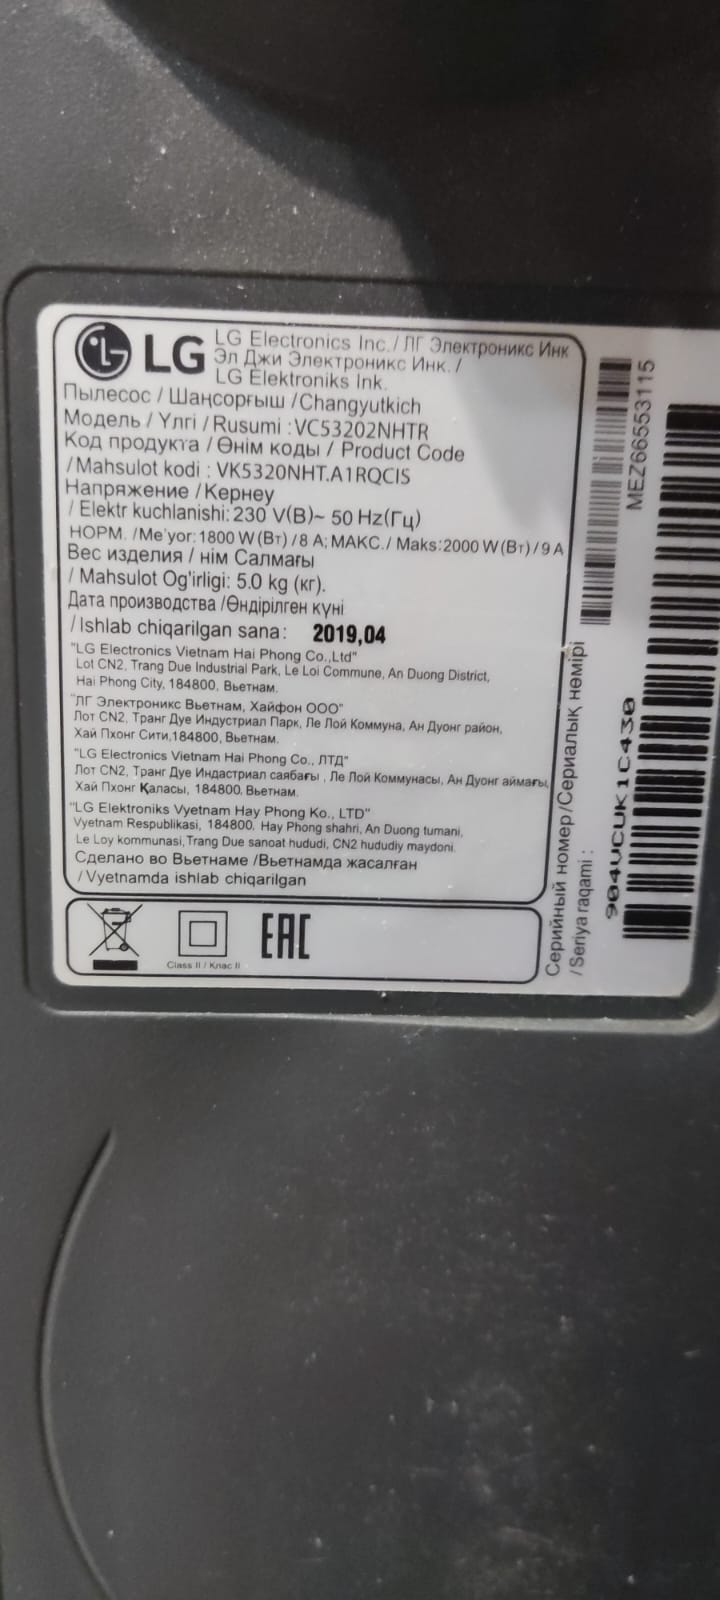 LG
LG Electronics Inc. / ЛГ Электроникс Инк
Эл Джи Электроникс Инк. /
LG Elektroniks Ink.
Пылесос / Шаңсорғыш /Changyutkich
Модель / Үлгі / Rusumi :VC53202NHTR
Код продукта / Өнім коды / Product Code
/Mahsulot kodi : VK5320NHT.A1RQCIS
Напряжение /Кернеу
/ Elektr kuchlanishi: 230 V(В)~ 50 Hz(Гц)
НОРМ. /Me'yor: 1800 W (Вт) /8 A; МАКС./ Maks:2000 W (Вт) /9 A
Вес изделия / нім Салмағы
/ Mahsulot Og'irligi: 5.0 kg (кг).
Дата производства /Өндірілген күні
/ Ishlab chiqarilgan sana: 2019,04
"LG Electronics Vietnam Hai Phong Co.,Ltd"
Lot CN2, Trang Due Industrial Park, Le Loi Commune, An Duong District,
Hai Phong City, 184800, Вьетнам.
"ЛГ Электроникс Вьетнам, Хайфон ООО"
Лот CN2, Транг Дуе Индустриал Парк, Ле Лой Коммуна, Ан Дуонг район,
Хай Пхонг Сити,184800, Вьетнам.
"LG Electronics Vietnam Hai Phong Co., ЛТД"
Лот CN2, Транг Дуе Индастриал саябағы , Ле Лой Коммунасы, Ан Дуонг аймағы,
Хай Пхонг Қаласы, 184800, Вьетнам.
"LG Elektroniks Vyetnam Hay Phong Ko., LTD"
Vyetnam Respublikasi, 184800, Hay Phong shahri, An Duong tumani,
Le Loy kommunasi,Trang Due sanoat hududi, CN2 hududiy maydoni.
Сделано во Вьетнаме /Вьетнамда жасалған
/ Vyetnamda ishlab chiqarilgan
Class II / Клас II
EAC
MEZ66553115
Серийный номер /Сериалық нөмірі
/Seriya raqami :
904VCUK1C430